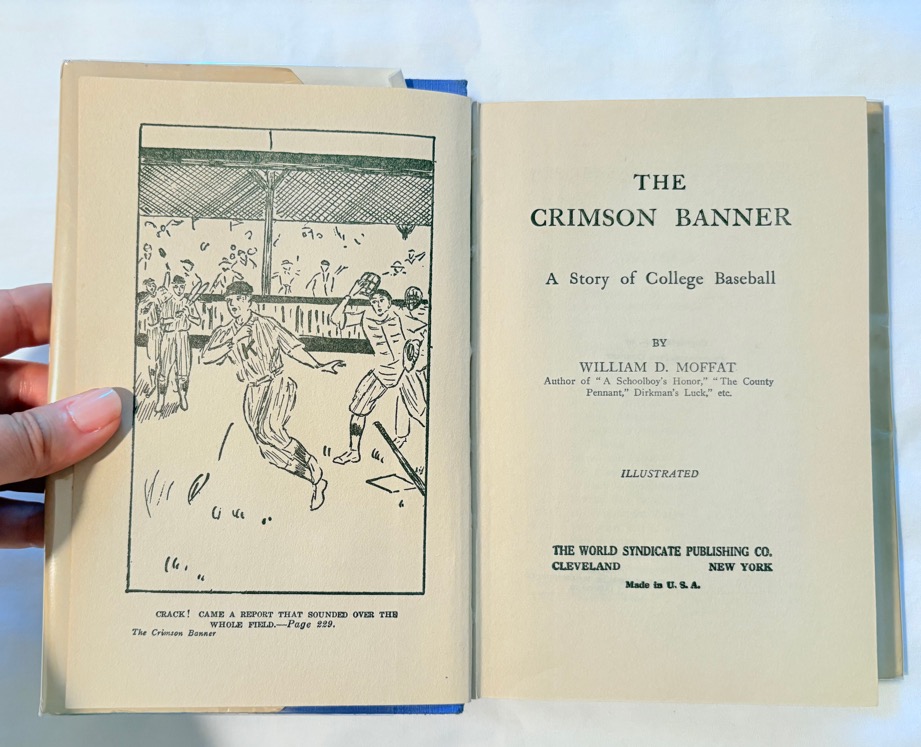 CRACK! CAME A REPORT THAT SOUNDED OVER THE
WHOLE FIELD.—Page 229.
The Crimson Banner
K
THE
CRIMSON BANNER
A Story of College Baseball
BY
WILLIAM D. MOFFAT
Author of "A Schoolboy's Honor," "The County
Pennant," Dirkman's Luck," etc.
ILLUSTRATED
THE WORLD SYNDICATE PUBLISHING CO.
CLEVELAND NEW YORK
Made in U. S. A.